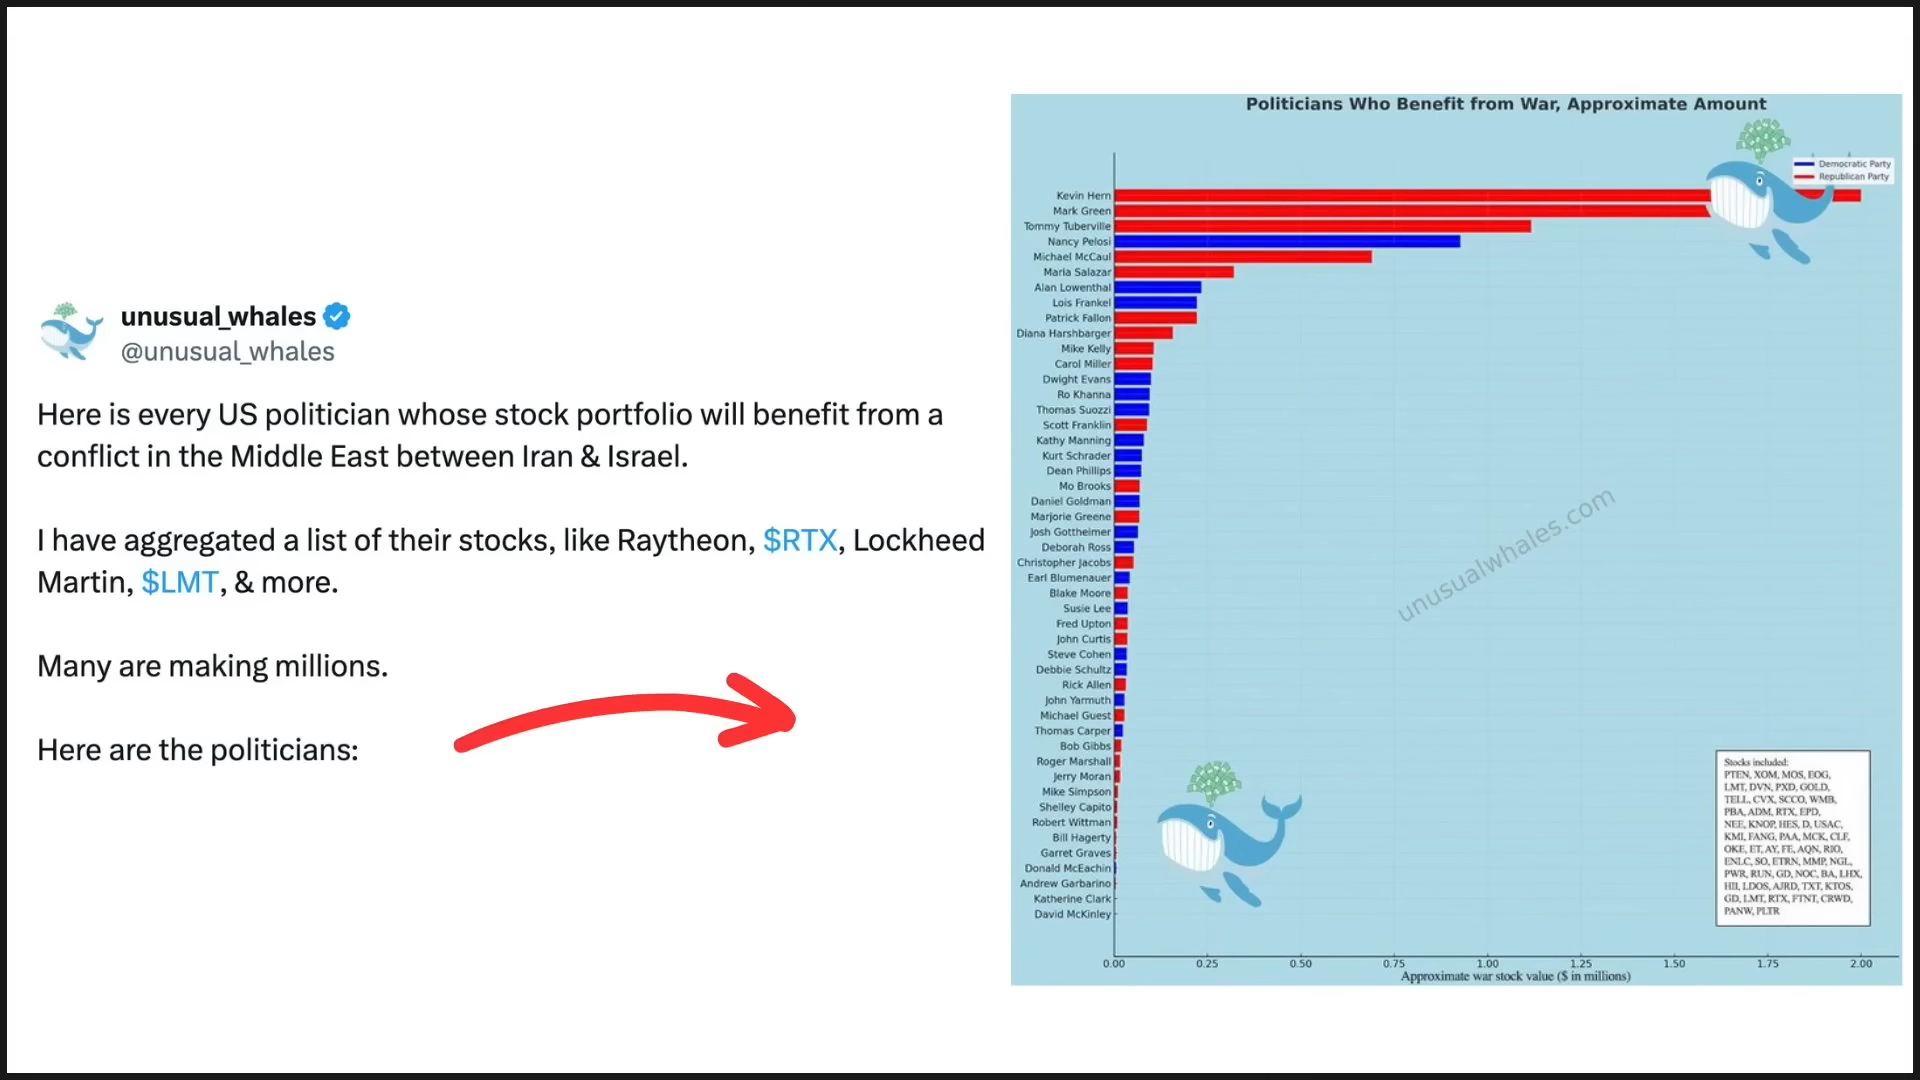 unusual_whales
@unusual_whales
Here is every US politician whose stock portfolio will benefit from a
conflict in the Middle East between Iran & Israel.
I have aggregated a list of their stocks, like Raytheon, $RTX, Lockheed
Martin, $LMT, & more.
Many are making millions.
Here are the politicians:
Politicians Who Benefit from War, Approximate Amount
Democratic Party
Republican Party
Kevin Hern
Mark Green
Tommy Tuberville
Nancy Pelosi
Michael McCaul
Maria Salazar
Alan Lowenthal
Lois Frankel
Patrick Fallon
Diana Harshbarger
Mike Kelly
Carol Miller
Dwight Evans
Ro Khanna
Thomas Suozzi
Scott Franklin
Kathy Manning
Kurt Schrader
Dean Phillips
Mo Brooks
Daniel Goldman
Marjorie Greene
Josh Gottheimer
Deborah Ross
Christopher Jacobs
Earl Blumenauer
Blake Moore
Susie Lee
Fred Upton
John Curtis
Steve Cohen
Debbie Schultz
Rick Allen
John Yarmuth
Michael Guest
Thomas Carper
Bob Gibbs
Roger Marshall
Jerry Moran
Mike Simpson
Shelley Capito
Robert Wittman
Bill Hagerty
Garret Graves
Donald McEachin
Andrew Garbarino
Katherine Clark
David McKinley
unusualwhales.com
Stocks included:
PTEN, XOM, MOS, EOG,
LMT, DVN, PXD, GOLD,
TELL, CVX, SCCO, WMB,
PBA, ADM, RTX, EPD,
NEE, KNOP, HES, D, USAC,
KMI, FANG, PAA, MCK, CLF,
OKE, ET, AY, FE, AQN, RIO,
ENLC, SO, ETRN, MMP, NGL,
PWR, RUN, GD, NOC, BA, LHX,
HII, LDOS, AJRD, TXT, KTOS,
GD, LMT, RTX, FTNT, CRWD,
PANW, PLTR
0.00 0.25 0.50 0.75 1.00 1.25 1.50 1.75 2.00
Approximate war stock value ($ in millions)